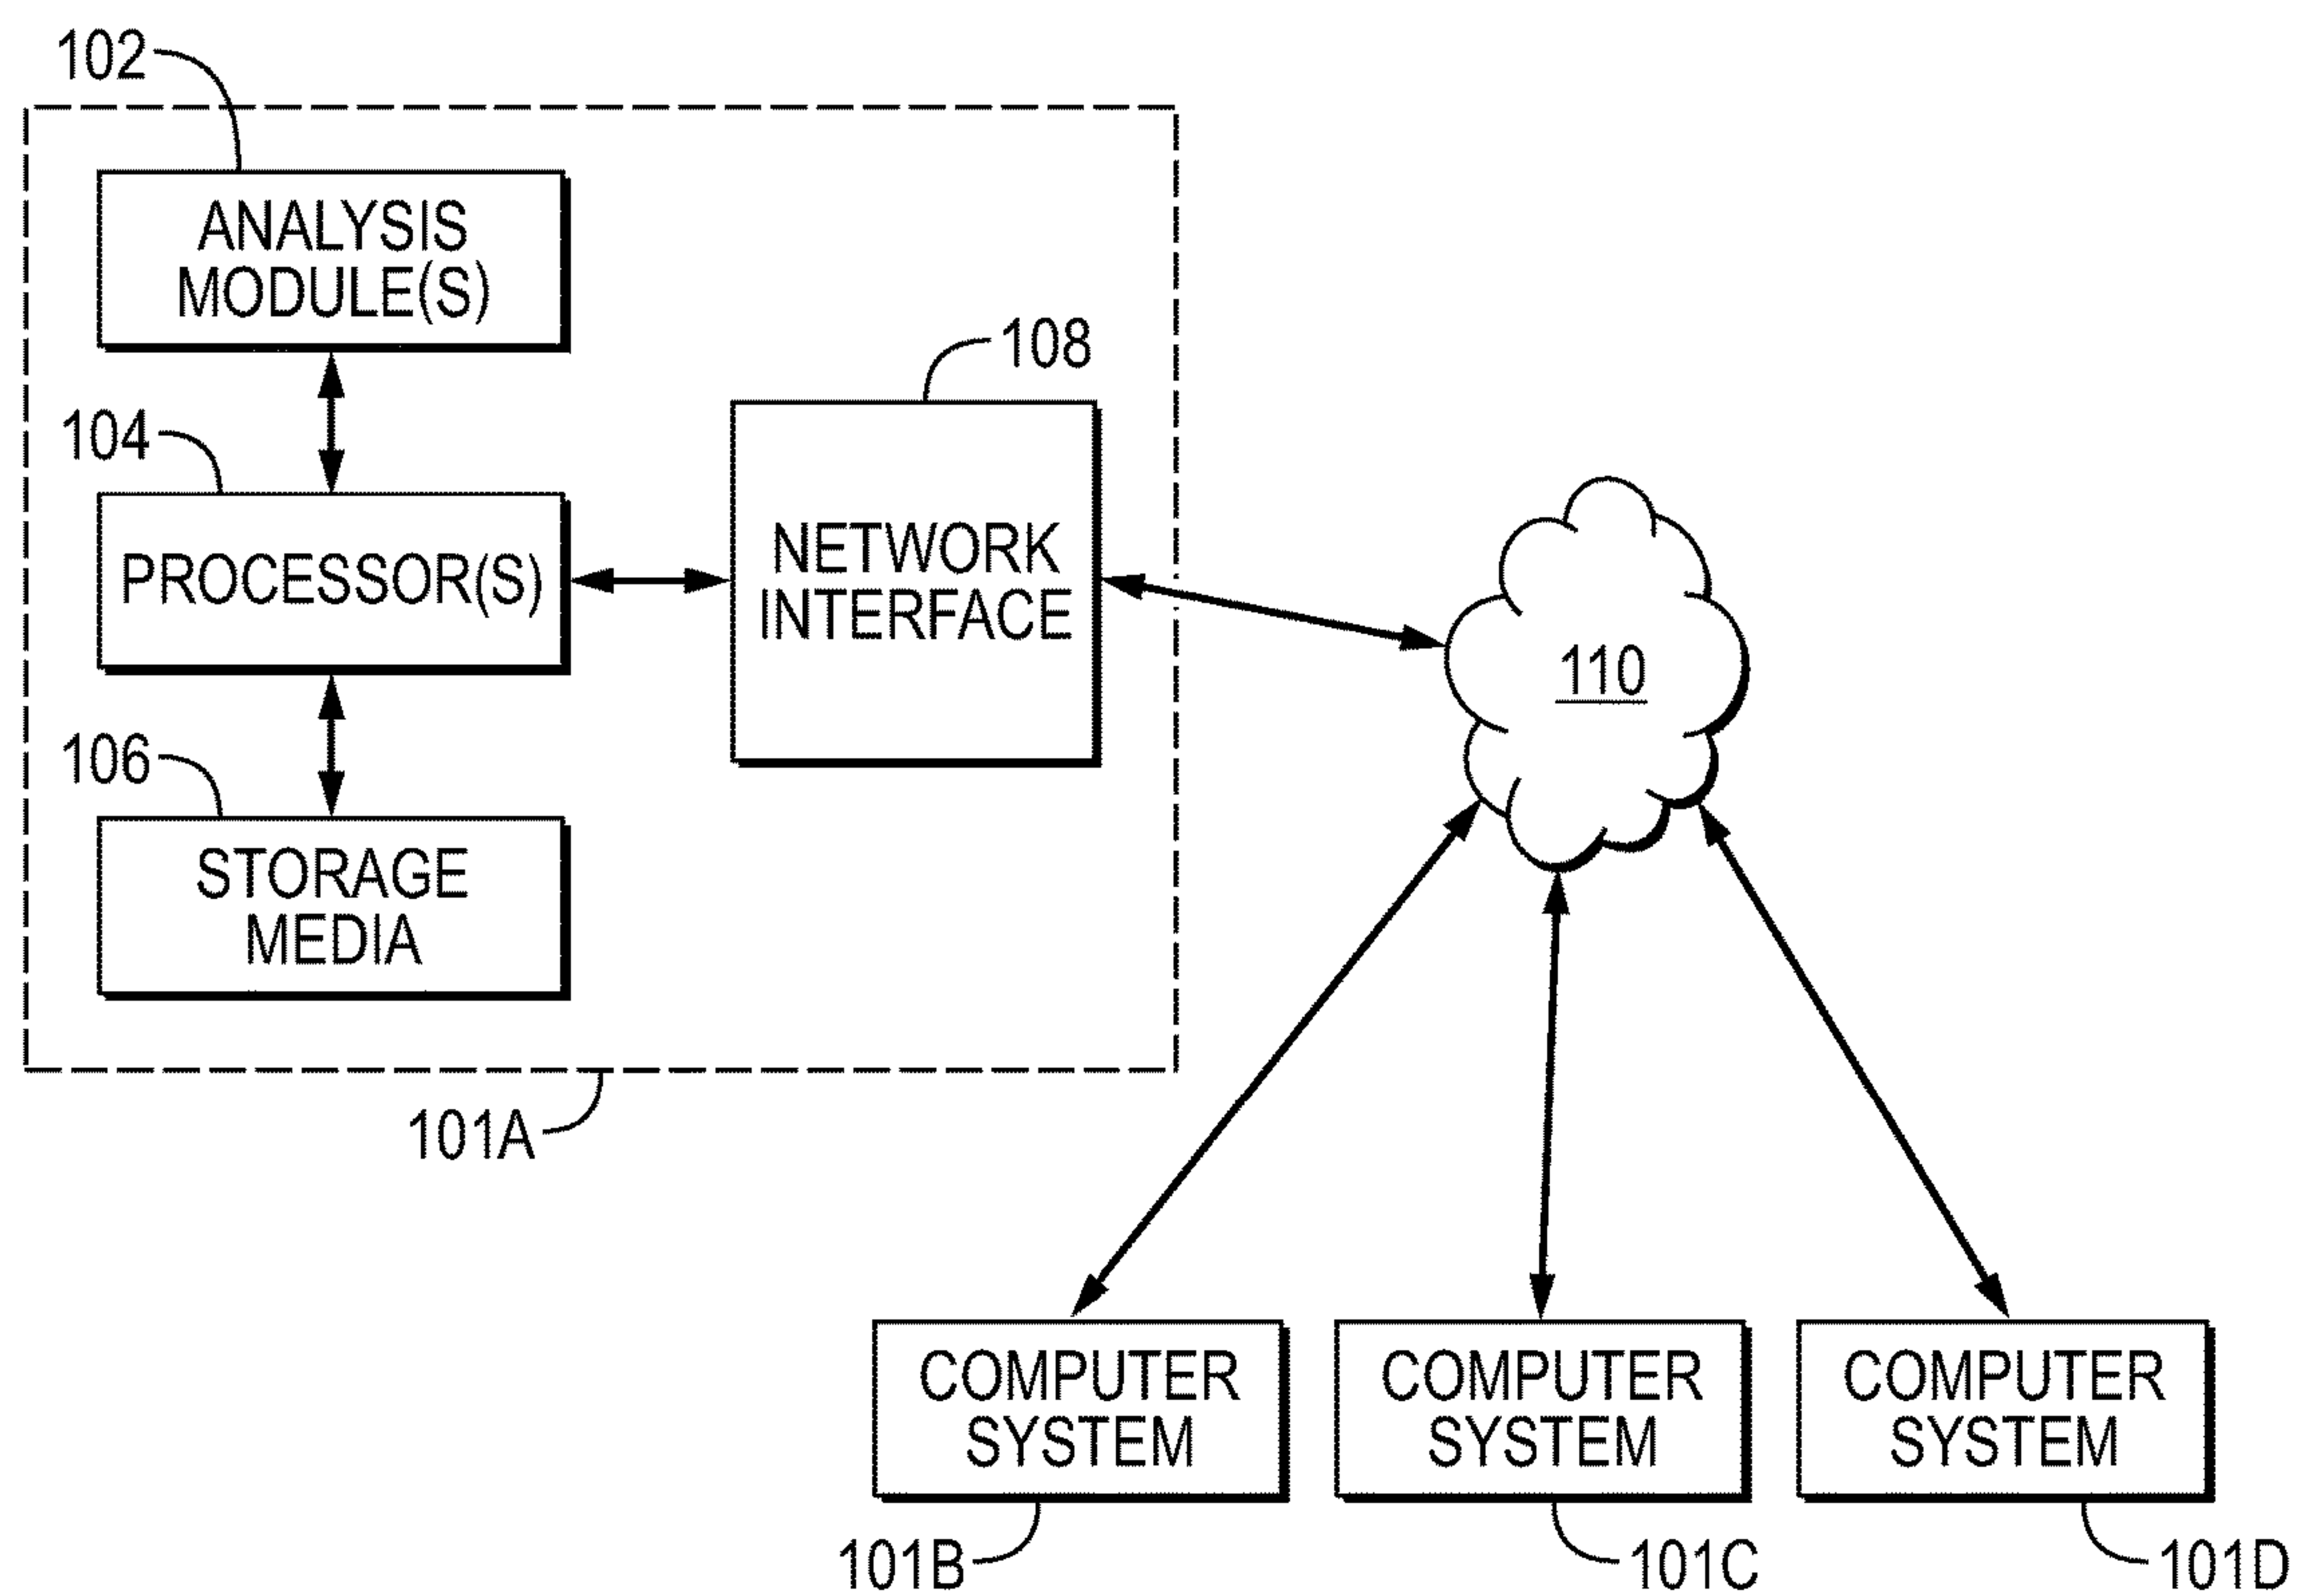 102
ANALYSIS
MODULE(S)
108
104
PROCESSOR(S)
NETWORK
INTERFACE
110
106
STORAGE
MEDIA
101A
COMPUTER
SYSTEM
COMPUTER
SYSTEM
COMPUTER
SYSTEM
101B
101C
101D